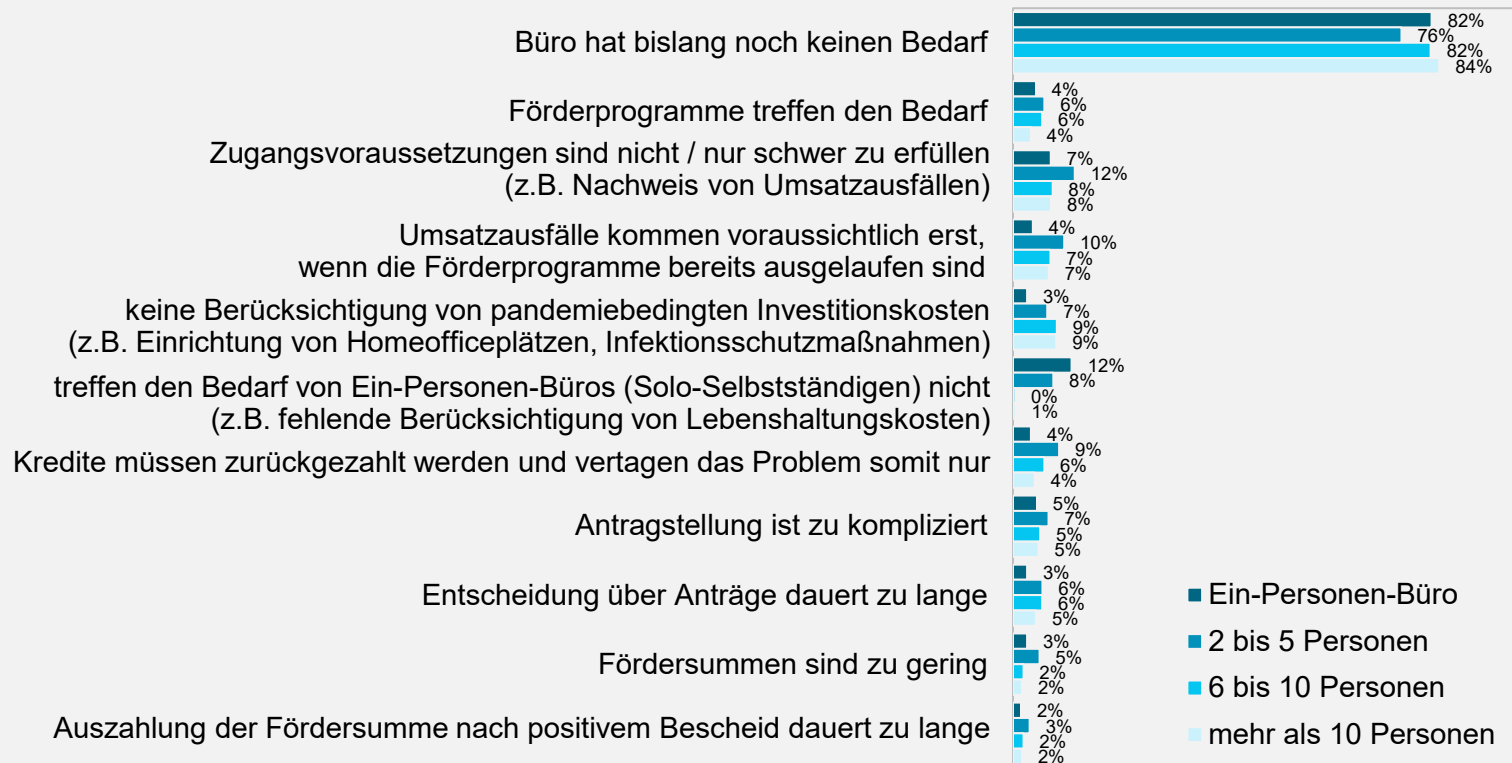 Büro hat bislang noch keinen Bedarf
82%
76%
82%
84%
Förderprogramme treffen den Bedarf
4%
6%
6%
4%
Zugangsvoraussetzungen sind nicht / nur schwer zu erfüllen
(z.B. Nachweis von Umsatzausfällen)
7%
12%
8%
8%
Umsatzausfälle kommen voraussichtlich erst,
wenn die Förderprogramme bereits ausgelaufen sind
4%
10%
7%
7%
keine Berücksichtigung von pandemiebedingten Investitionskosten
(z.B. Einrichtung von Homeofficeplätzen, Infektionsschutzmaßnahmen)
3%
7%
9%
9%
treffen den Bedarf von Ein-Personen-Büros (Solo-Selbstständigen) nicht
(z.B. fehlende Berücksichtigung von Lebenshaltungskosten)
12%
8%
0%
1%
Kredite müssen zurückgezahlt werden und vertagen das Problem somit nur
4%
9%
6%
4%
Antragstellung ist zu kompliziert
5%
7%
5%
5%
Entscheidung über Anträge dauert zu lange
3%
6%
6%
5%
Fördersummen sind zu gering
3%
5%
2%
2%
Auszahlung der Fördersumme nach positivem Bescheid dauert zu lange
2%
3%
2%
2%
Ein-Personen-Büro
2 bis 5 Personen
6 bis 10 Personen
mehr als 10 Personen